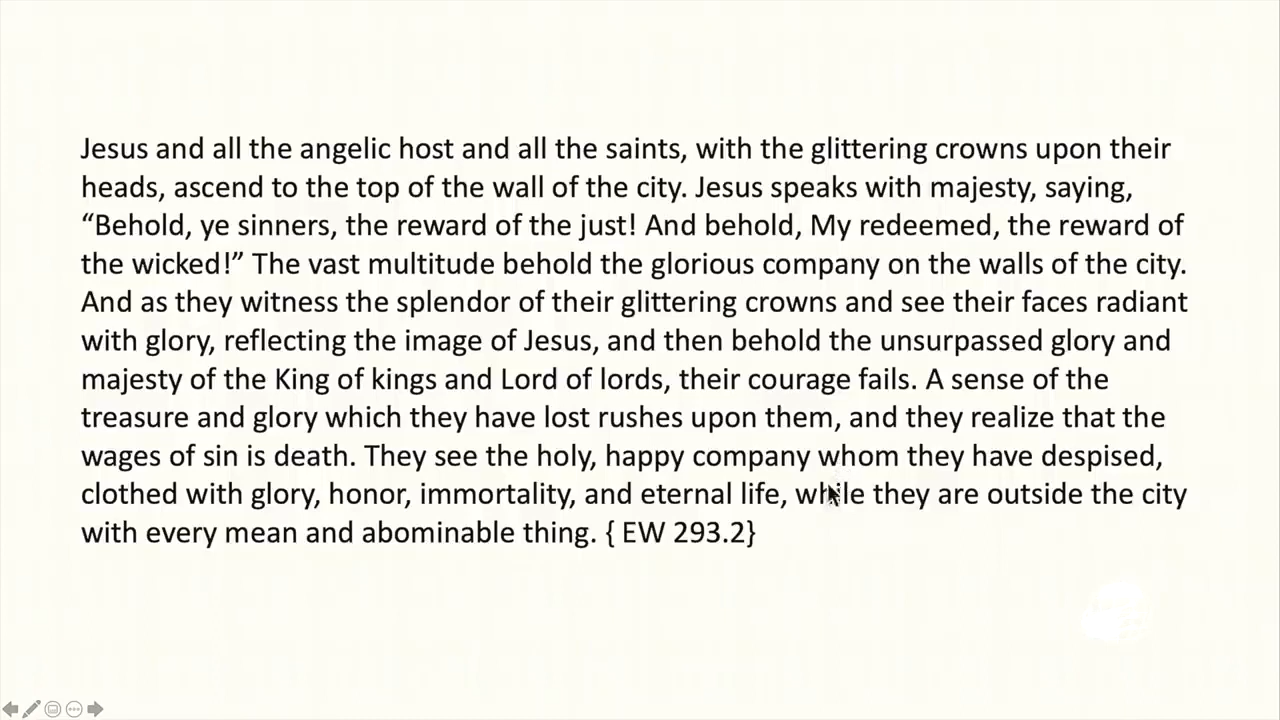 Jesus and all the angelic host and all the saints, with the glittering crowns upon their
heads, ascend to the top of the wall of the city. Jesus speaks with majesty, saying,
“Behold, ye sinners, the reward of the just! And behold, My redeemed, the reward of
the wicked!” The vast multitude behold the glorious company on the walls of the city.
And as they witness the splendor of their glittering crowns and see their faces radiant
with glory, reflecting the image of Jesus, and then behold the unsurpassed glory and
majesty of the King of kings and Lord of lords, their courage fails. A sense of the
treasure and glory which they have lost rushes upon them, and they realize that the
wages of sin is death. They see the holy, happy company whom they have despised,
clothed with glory, honor, immortality, and eternal life, while they are outside the city
with every mean and abominable thing. { EW 293.2}